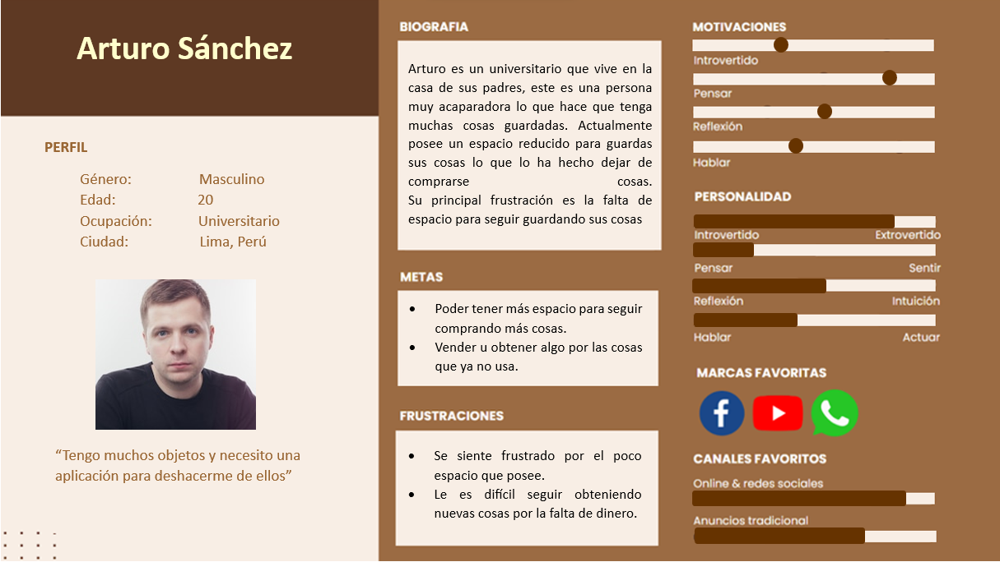 Arturo Sánchez
PERFIL
Género: Masculino
Edad: 20
Ocupación: Universitario
Ciudad: Lima, Perú
“Tengo muchos objetos y necesito una
aplicación para deshacerme de ellos”
BIOGRAFIA
Arturo es un universitario que vive en la
casa de sus padres, este es una persona
muy acaparadora lo que hace que tenga
muchas cosas guardadas. Actualmente
posee un espacio reducido para guardas
sus cosas lo que lo ha hecho dejar de
comprarse cosas.
Su principal frustración es la falta de
espacio para seguir guardando sus cosas
METAS
• Poder tener más espacio para seguir
comprando más cosas.
• Vender u obtener algo por las cosas
que ya no usa.
FRUSTRACIONES
• Se siente frustrado por el poco
espacio que posee.
• Le es difícil seguir obteniendo
nuevas cosas por la falta de dinero.
MOTIVACIONES
Introvertido
Pensar
Reflexión
Hablar
PERSONALIDAD
Introvertido Extrovertido
Pensar Sentir
Reflexión Intuición
Hablar Actuar
MARCAS FAVORITAS
CANALES FAVORITOS
Online & redes sociales
Anuncios tradicional